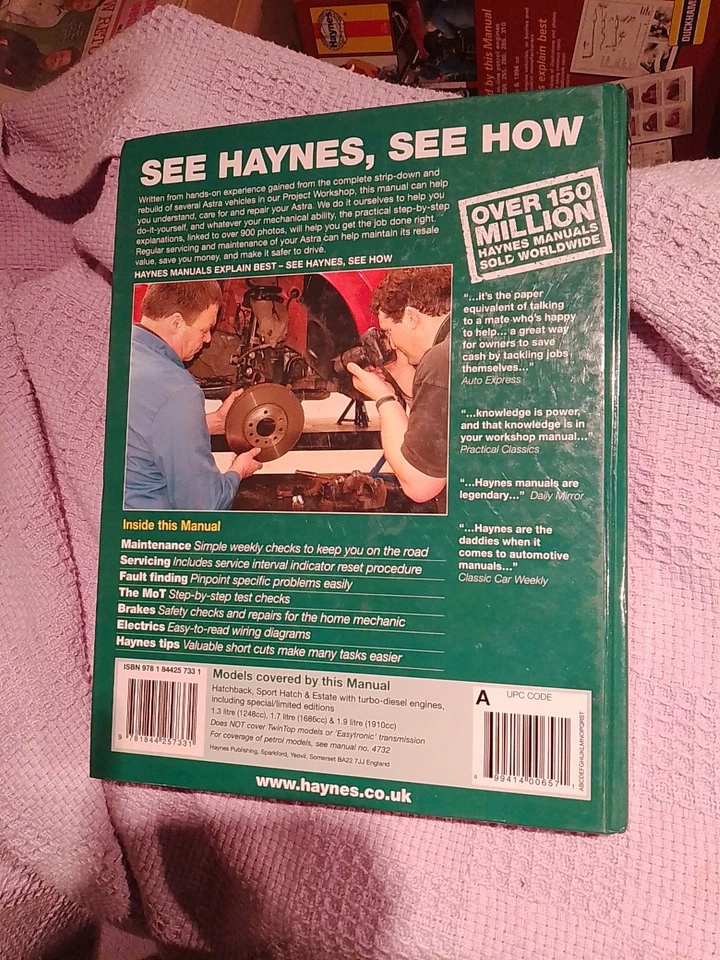 Haynes
DUCKHAM
d by this Manual
s explain best
SEE HAYNES, SEE HOW
Written from hands-on experience gained from the complete strip-down and
rebuild of several Astra vehicles in our Project Workshop, this manual can help
you understand, care for and repair your Astra. We do it ourselves to help you
do-it-yourself, and whatever your mechanical ability, the practical step-by-step
explanations, linked to over 900 photos, will help you get the job done right.
Regular servicing and maintenance of your Astra can help maintain its resale
value, save you money, and make it safer to drive.
HAYNES MANUALS EXPLAIN BEST – SEE HAYNES, SEE HOW
OVER 150
MILLION
HAYNES MANUALS
SOLD WORLDWIDE
"...it's the paper
equivalent of talking
to a mate who's happy
to help... a great way
for owners to save
cash by tackling jobs
themselves..."
Auto Express
"...knowledge is power,
and that knowledge is in
your workshop manual..."
Practical Classics
"...Haynes manuals are
legendary..." Daily Mirror
"...Haynes are the
daddies when it
comes to automotive
manuals..."
Classic Car Weekly
Inside this Manual
Maintenance Simple weekly checks to keep you on the road
Servicing Includes service interval indicator reset procedure
Fault finding Pinpoint specific problems easily
The MoT Step-by-step test checks
Brakes Safety checks and repairs for the home mechanic
Electrics Easy-to-read wiring diagrams
Haynes tips Valuable short cuts make many tasks easier
ISBN 978 1 84425 733 1
9 781844 257331
Models covered by this Manual
Hatchback, Sport Hatch & Estate with turbo-diesel engines,
including special/limited editions
1.3 litre (1248cc), 1.7 litre (1686cc) & 1.9 litre (1910cc)
Does NOT cover TwinTop models or 'Easytronic' transmission
For coverage of petrol models, see manual no. 4732
Haynes Publishing, Sparkford, Yeovil, Somerset BA22 7JJ England
A UPC CODE
99414 00657
ABCDEFGHIJKLMNOPQRST
www.haynes.co.uk